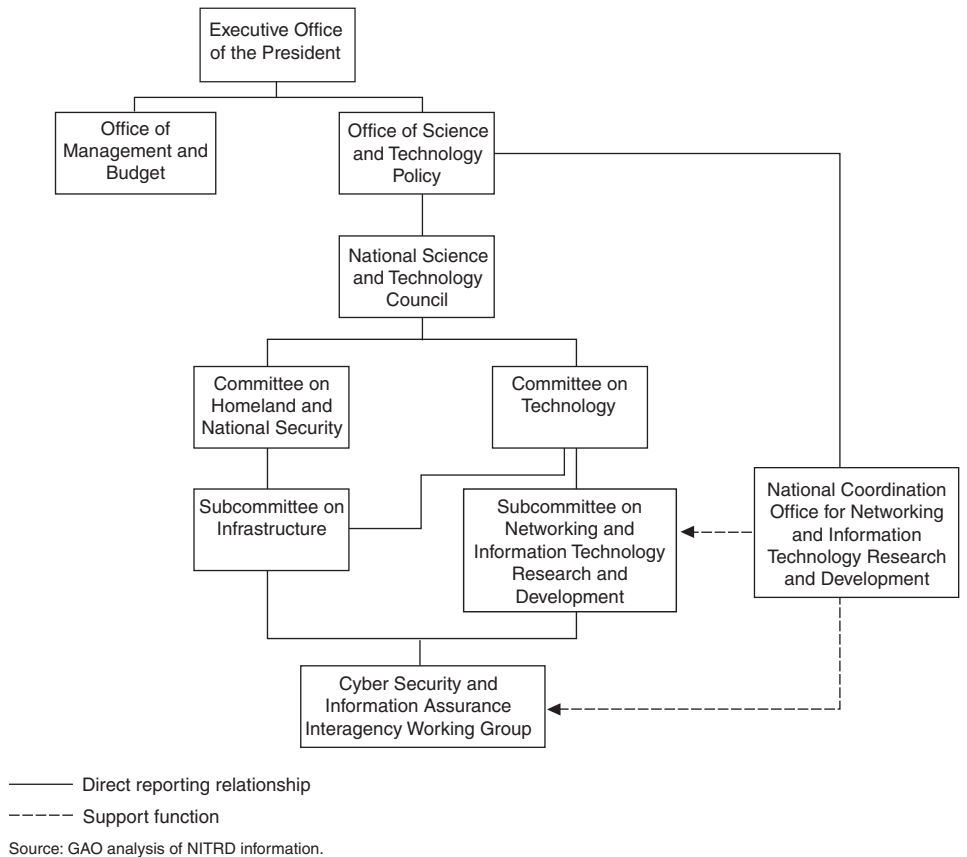 Executive Office
of the President
Office of
Management and
Budget
Office of Science
and Technology
Policy
National Science
and Technology
Council
Committee on
Homeland and
National Security
Committee on
Technology
Subcommittee on
Infrastructure
Subcommittee on
Networking and
Information Technology
Research and
Development
National Coordination
Office for Networking
and Information
Technology Research
and Development
Cyber Security and
Information Assurance
Interagency Working Group
Direct reporting relationship
Support function
Source: GAO analysis of NITRD information.